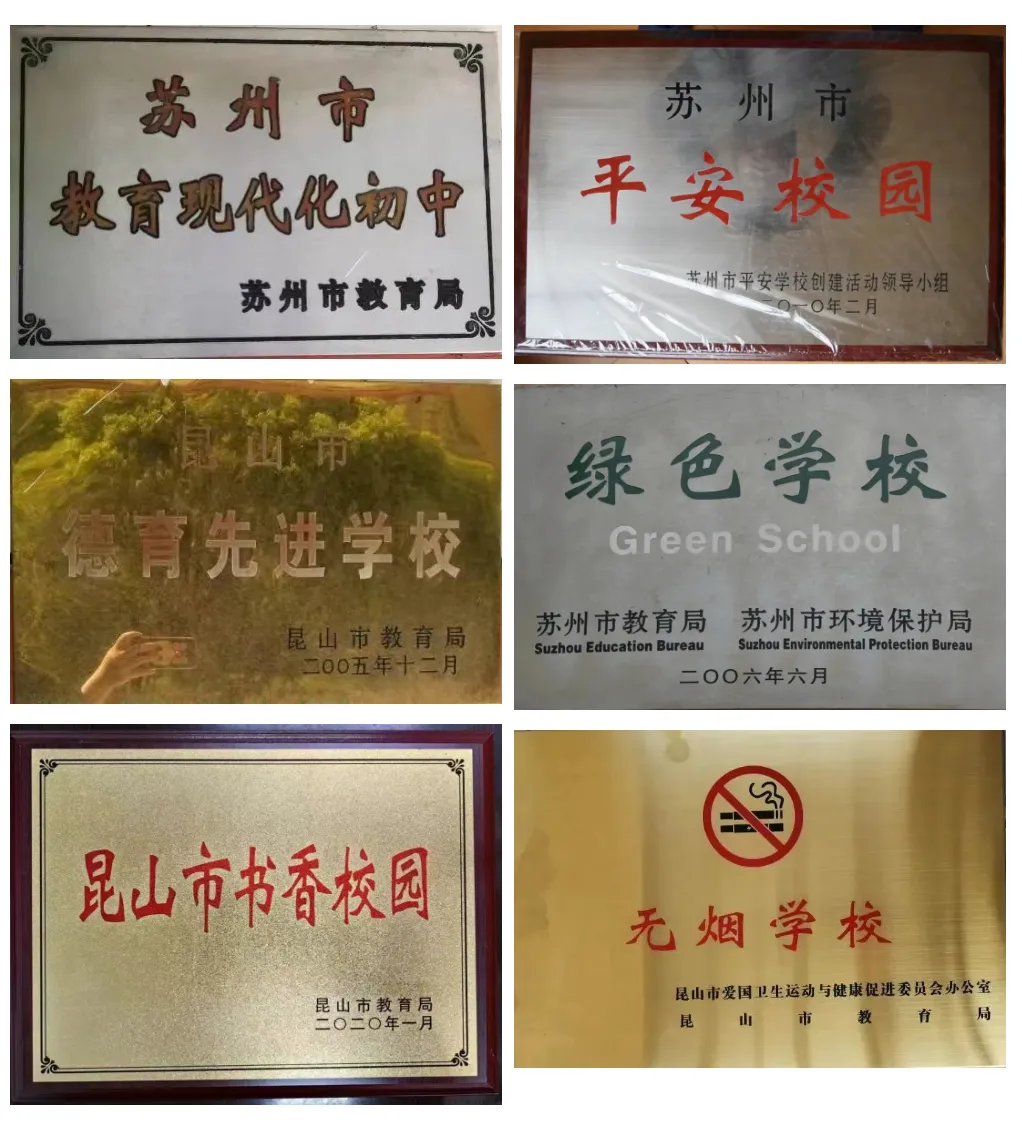 苏州市
教育现代化初中
苏州市教育局
苏州市
平安校园
苏州市平安学校创建活动领导小组
二〇一〇年二月
昆山市
德育先进学校
昆山市教育局
二〇〇五年十二月
绿色学校
Green School
苏州市教育局 苏州市环境保护局
Suzhou Education Bureau Suzhou Environmental Protection Bureau
二〇〇六年六月
昆山市书香校园
昆山市教育局
二〇二〇年一月
无烟学校
昆山市爱国卫生运动与健康促进委员会办公室
昆山市教育局